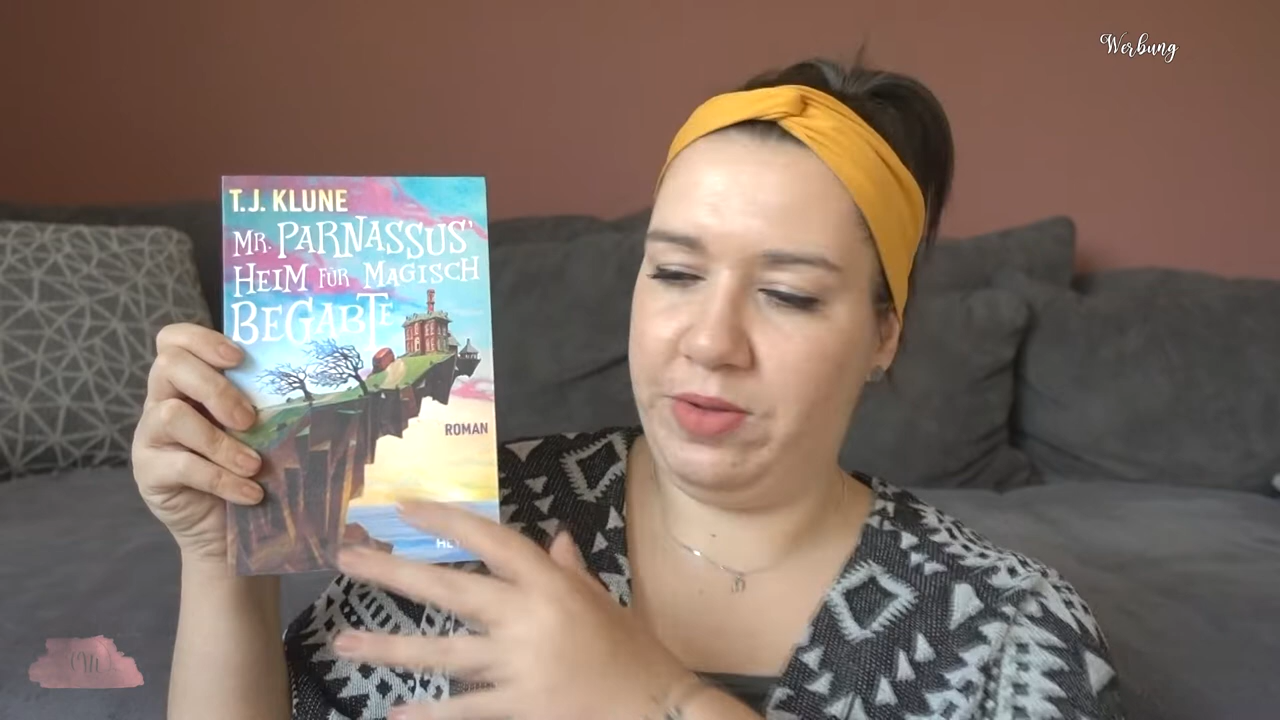 Werbung
T.J. KLUNE
MR. PARNASSUS'
HEIM FÜR MAGISCH
BEGABTE
ROMAN